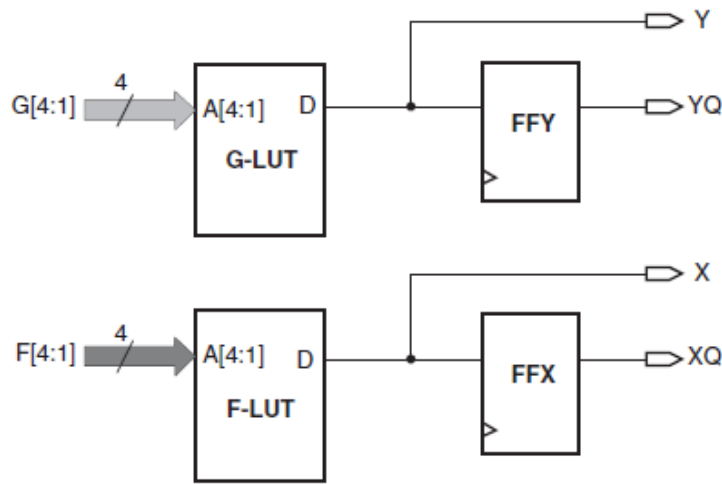 Y
4
G[4:1]
A[4:1] D
G-LUT
FFY
YQ
X
4
F[4:1]
A[4:1] D
F-LUT
FFX
XQ